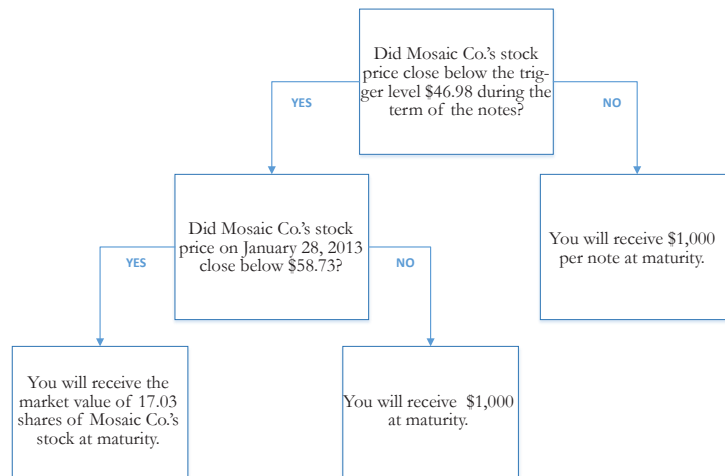 Did Mosaic Co.'s stock
price close below the trig-
ger level $46.98 during the
term of the notes?
YES
NO
Did Mosaic Co.'s stock
price on January 28, 2013
close below $58.73?
You will receive $1,000
per note at maturity.
YES
NO
You will receive the
market value of 17.03
shares of Mosaic Co.'s
stock at maturity.
You will receive $1,000
at maturity.